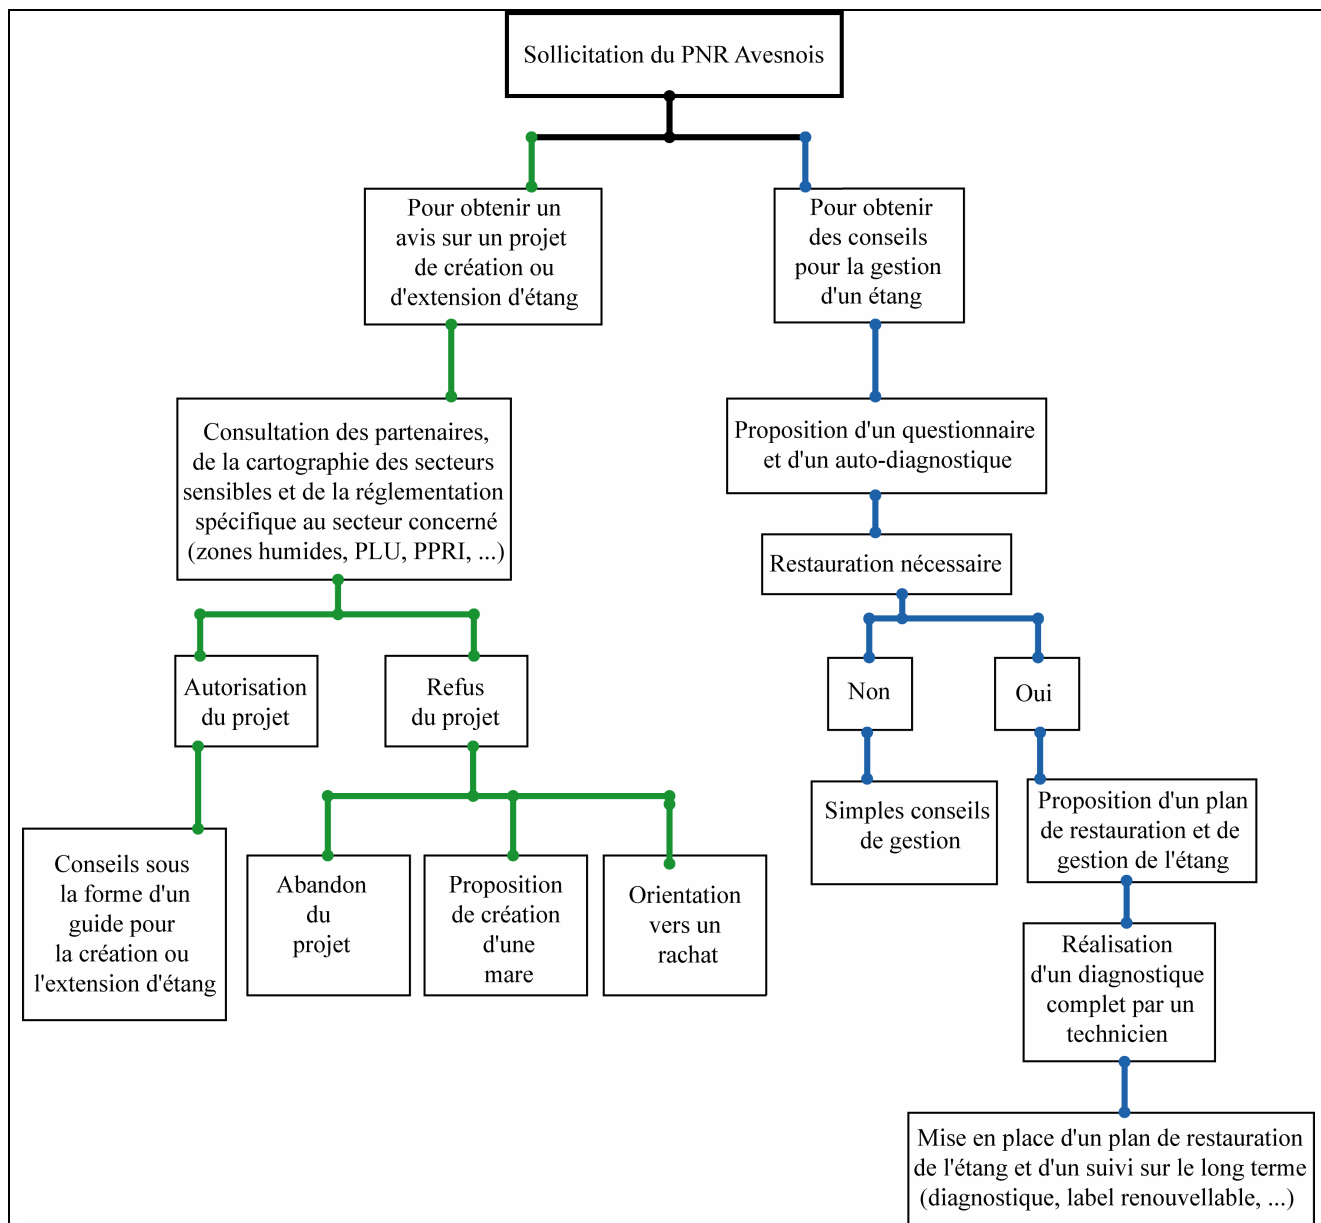 Sollicitation du PNR Avesnois
Pour obtenir un
avis sur un projet
de création ou
d'extension d'étang
Pour obtenir
des conseils
pour la gestion
d'un étang
Consultation des partenaires,
de la cartographie des secteurs
sensibles et de la réglementation
spécifique au secteur concerné
(zones humides, PLU, PPRI, ...)
Proposition d'un questionnaire
et d'un auto-diagnostique
Restauration nécessaire
Autorisation
du projet
Refus
du projet
Non
Oui
Conseils sous
la forme d'un
guide pour
la création ou
l'extension d'étang
Abandon
du
projet
Proposition
de création
d'une
mare
Orientation
vers un
rachat
Simples conseils
de gestion
Proposition d'un plan
de restauration et de
gestion de l'étang
Réalisation
d'un diagnostique
complet par un
technicien
Mise en place d'un plan de restauration
de l'étang et d'un suivi sur le long terme
(diagnostique, label renouvellable, ...)